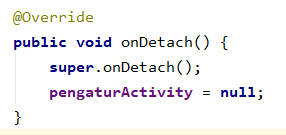 @Override
public void onDetach() {
    super.onDetach();
    pengaturActivity = null;
}